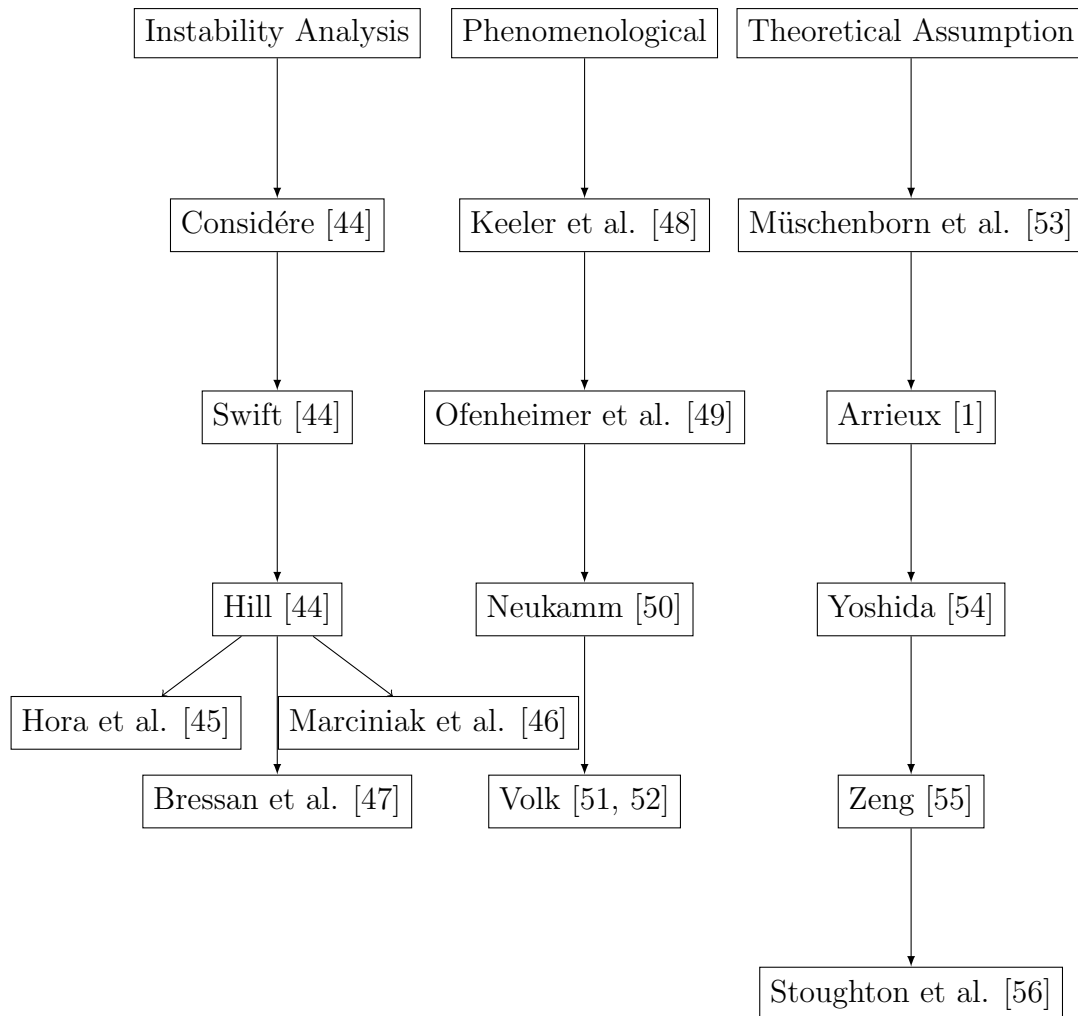 Instability Analysis
Phenomenological
Theoretical Assumption
Considére [44]
Keeler et al. [48]
Müschenborn et al. [53]
Swift [44]
Ofenheimer et al. [49]
Arrieux [1]
Hill [44]
Neukamm [50]
Yoshida [54]
Hora et al. [45]
Marciniak et al. [46]
Bressan et al. [47]
Volk [51, 52]
Zeng [55]
Stoughton et al. [56]